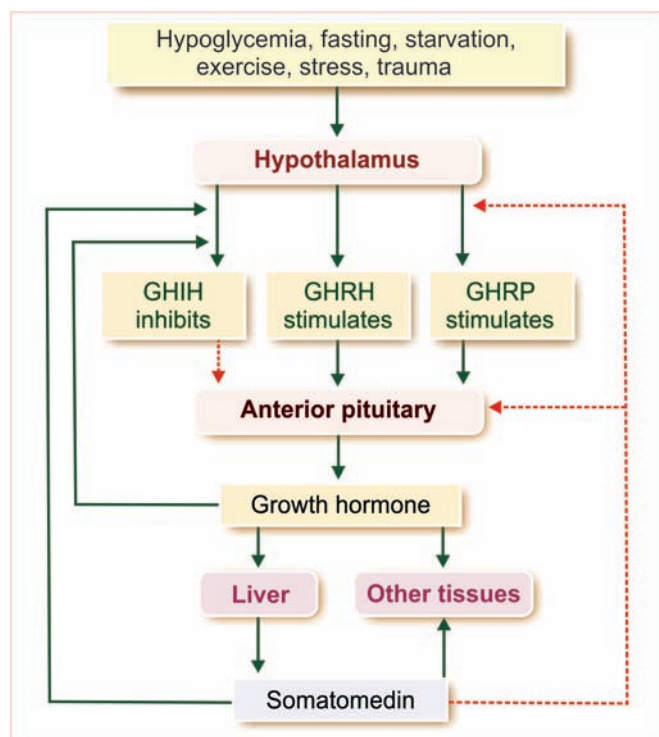 Hypoglycemia, fasting, starvation,
exercise, stress, trauma
Hypothalamus
GHIH
inhibits
GHRH
stimulates
GHRP
stimulates
Anterior pituitary
Growth hormone
Liver
Other tissues
Somatomedin